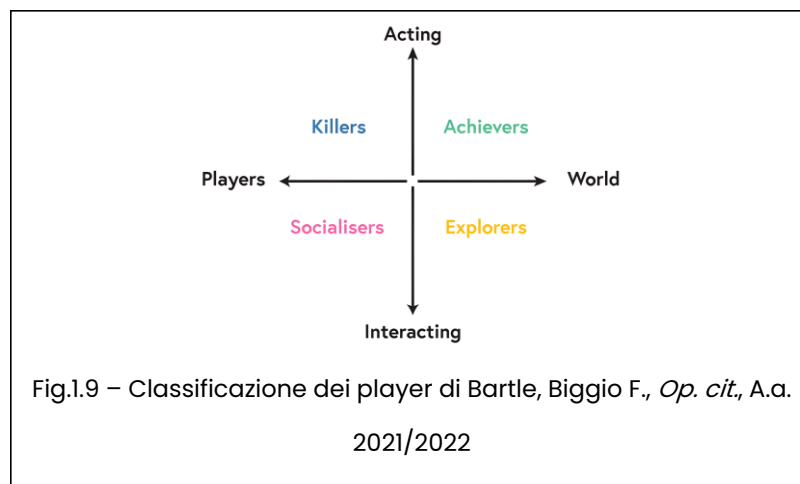 Acting
Killers Achievers
Players World
Socialisers Explorers
Interacting
Fig.1.9 – Classificazione dei player di Bartle, Biggio F., Op. cit., A.a.
2021/2022